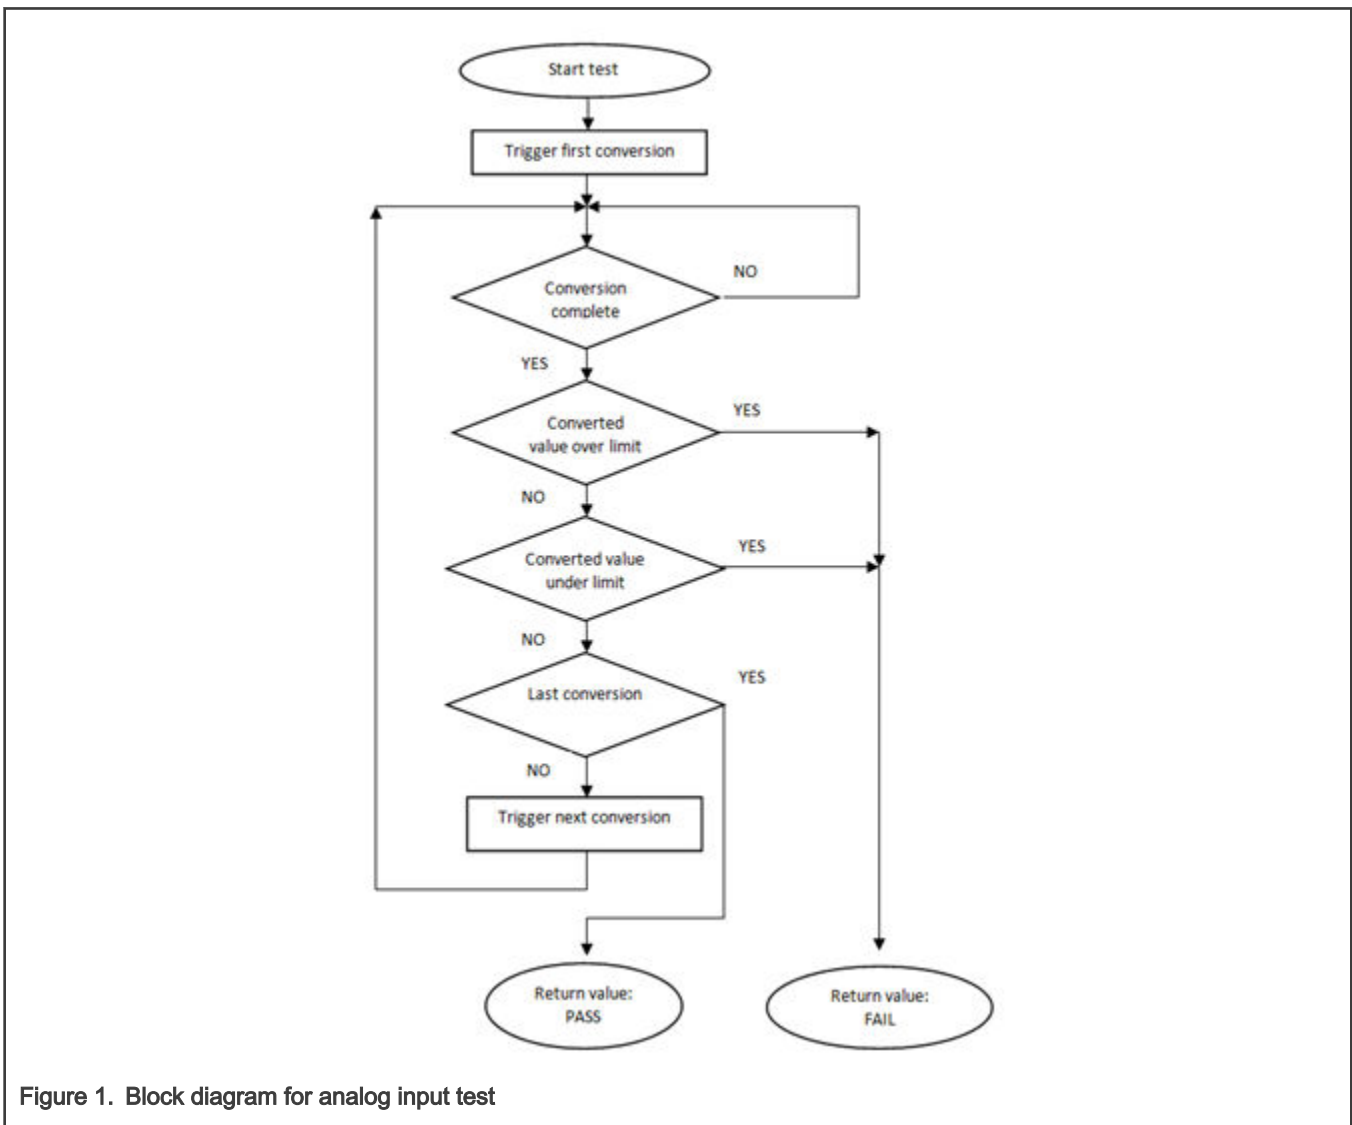 Start test
Trigger first conversion
NO
Conversion
complete
YES
YES
Converted
value over limit
NO
YES
Converted value
under limit
NO
YES
Last conversion
NO
Trigger next conversion
Return value:
PASS
Return value:
FAIL
Figure 1. Block diagram for analog input test